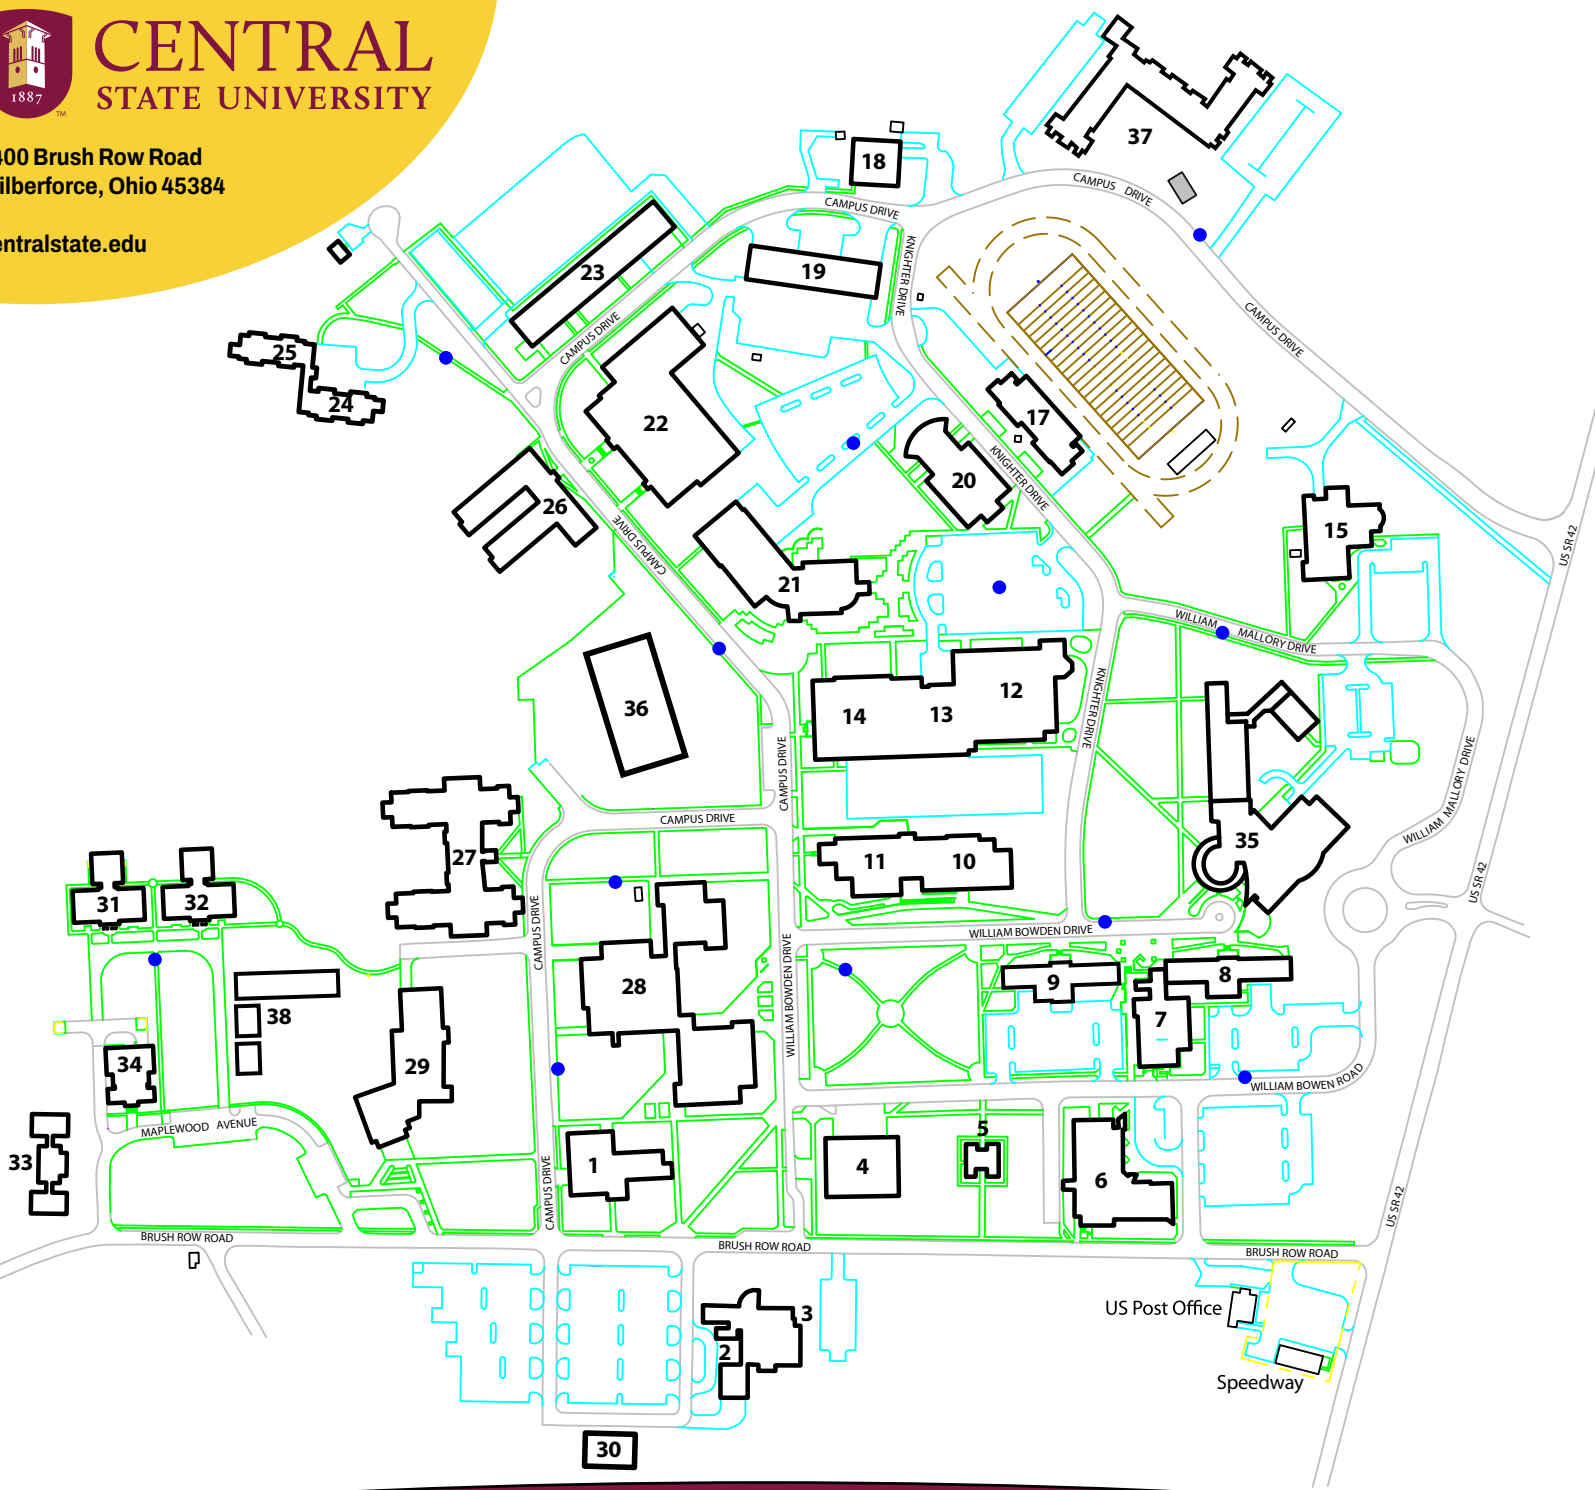 CENTRAL
STATE UNIVERSITY
1887
TM
400 Brush Row Road
ilberforce, Ohio 45384
entralstate.edu
37
18
CAMPUS DRIVE
CAMPUS DRIVE
23
19
KNIGHTER DRIVE
CAMPUS DRIVE
CAMPUS DRIVE
25
24
22
17
20
KNIGHTER DRIVE
26
CAMPUS DRIVE
15
US SR 42
21
WILLIAM MALLORY DRIVE
36
14
13
12
KNIGHTER DRIVE
CAMPUS DRIVE
CAMPUS DRIVE
WILLIAM MALLORY DRIVE
35
27
11
10
US SR 42
31
32
CAMPUS DRIVE
WILLIAM BOWDEN DRIVE
WILLIAM BOWDEN DRIVE
28
9
8
7
38
29
34
WILLIAM BOWEN ROAD
MAPLEWOOD AVENUE
33
1
4
5
6
CAMPUS DRIVE
US SR 42
BRUSH ROW ROAD
BRUSH ROW ROAD
BRUSH ROW ROAD
3
2
US Post Office
Speedway
30